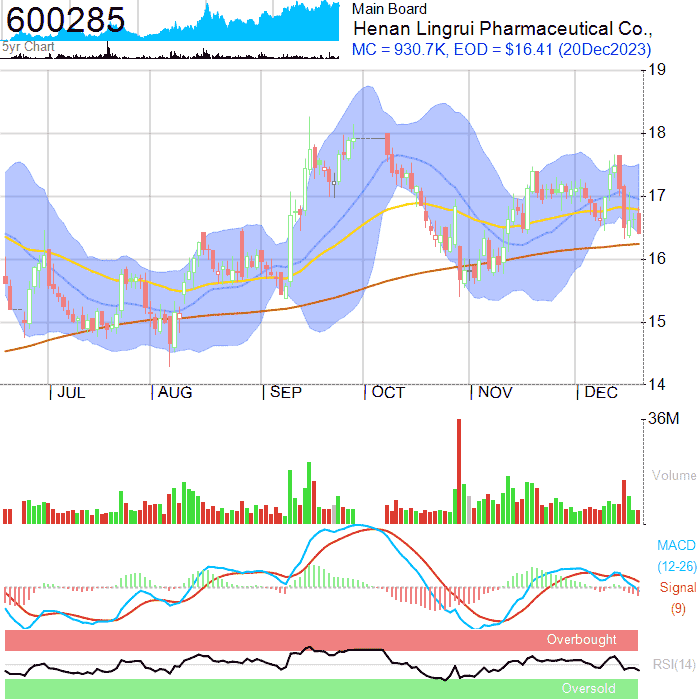 600285
5yr Chart
Main Board
Henan Lingrui Pharmaceutical Co.,
MC = 930.7K, EOD = $16.41 (20Dec2023)
19
18
17
16
15
14
JUL
AUG
SEP
OCT
NOV
DEC
36M
Volume
MACD
(12-26)
Signal
(9)
Overbought
RSI(14)
Oversold